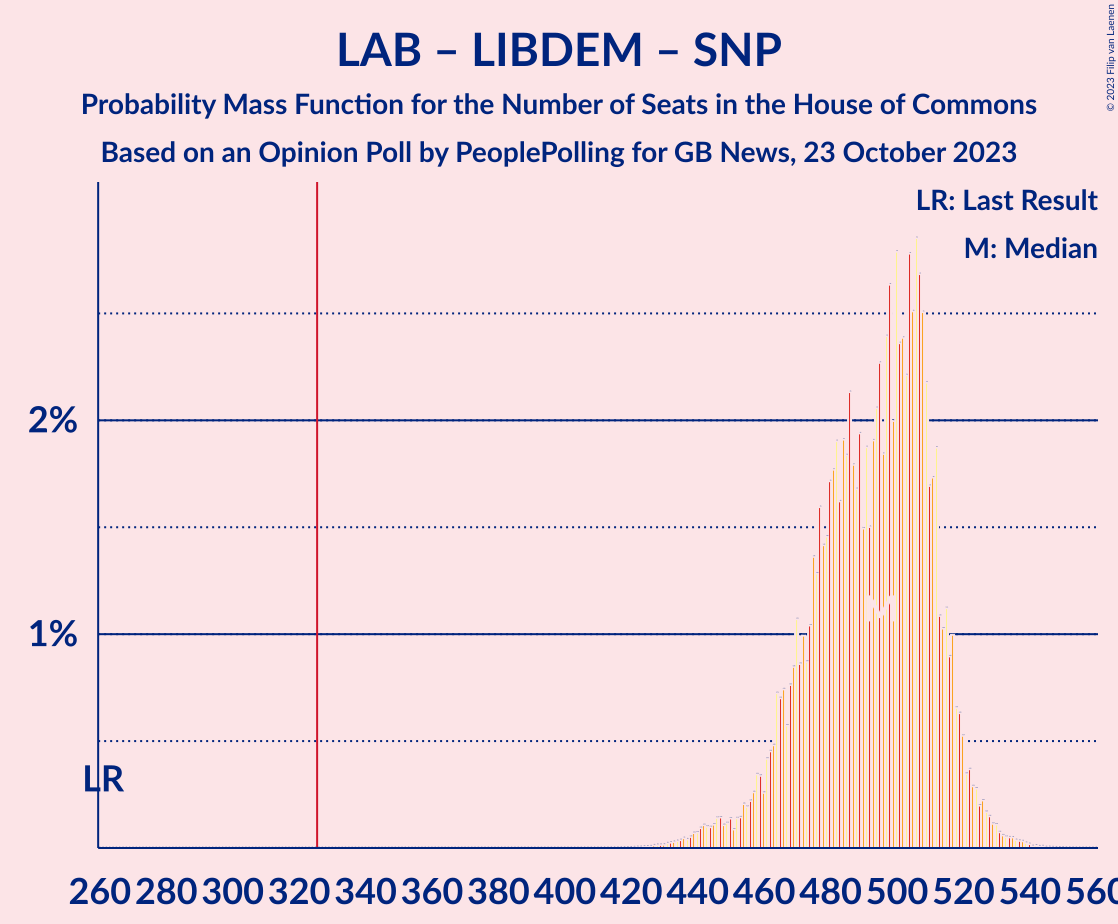 LAB – LIBDEM – SNP
Probability Mass Function for the Number of Seats in the House of Commons
Based on an Opinion Poll by PeoplePolling for GB News, 23 October 2023
© 2023 Filip van Laenen
LR: Last Result
M: Median
2%
1%
LR
M
260 280 300 320 340 360 380 400 420 440 460 480 500 520 540 560